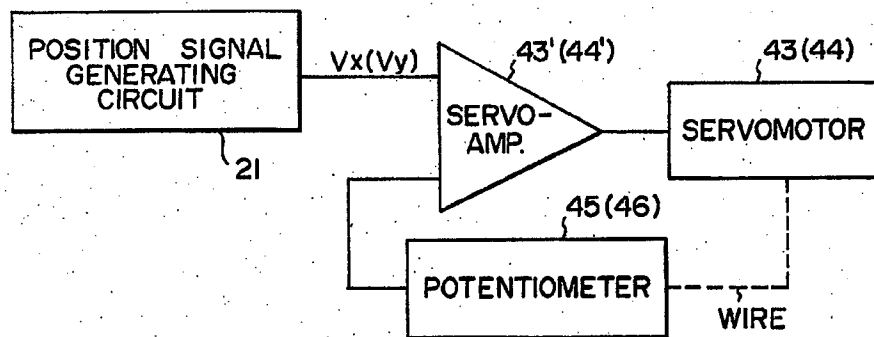 POSITION SIGNAL
GENERATING
CIRCUIT
21
Vx(Vy)
43'(44')
SERVO-
AMP.
43(44)
SERVOMOTOR
45(46)
POTENTIOMETER
WIRE